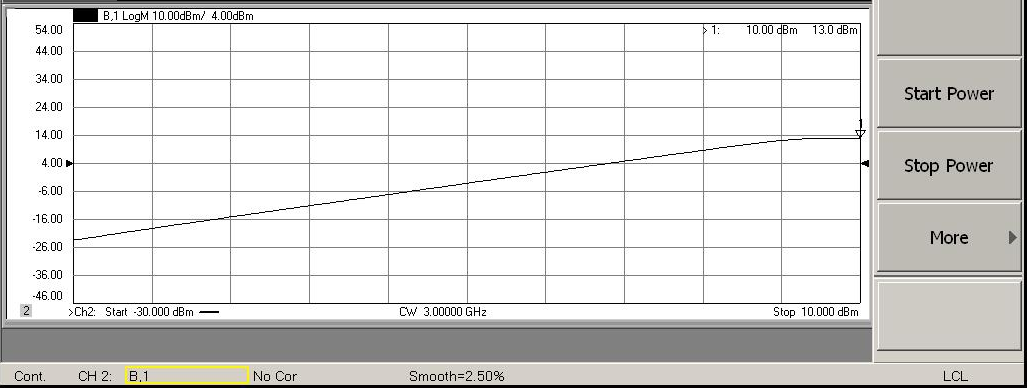 B,1 LogM 10.00dBm/ 4.00dBm
54.00
> 1: 10.00 dBm 13.0 dBm
44.00
34.00
24.00
14.00
1
4.00
-6.00
-16.00
-26.00
-36.00
-46.00
2
>Ch2: Start -30.000 dBm
CW 3.00000 GHz
Stop 10.000 dBm
Start Power
Stop Power
More
Cont. CH 2: B,1 No Cor Smooth=2.50% LCL